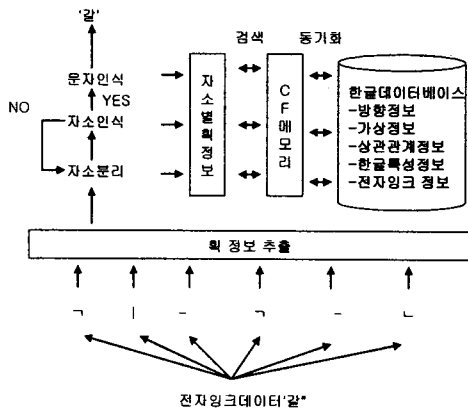 '갈'
검색 동기화
문자인식
NO
YES
자소인식
자소분리
자소별획정보
CF메모리
한글데이터베이스
-방향정보
-가상정보
-상관관계정보
-한글특성정보
-전자잉크 정보
획 정보 추출
ㄱ ㅣ - ㄱ - ㄴ
전자잉크데이터'갈"